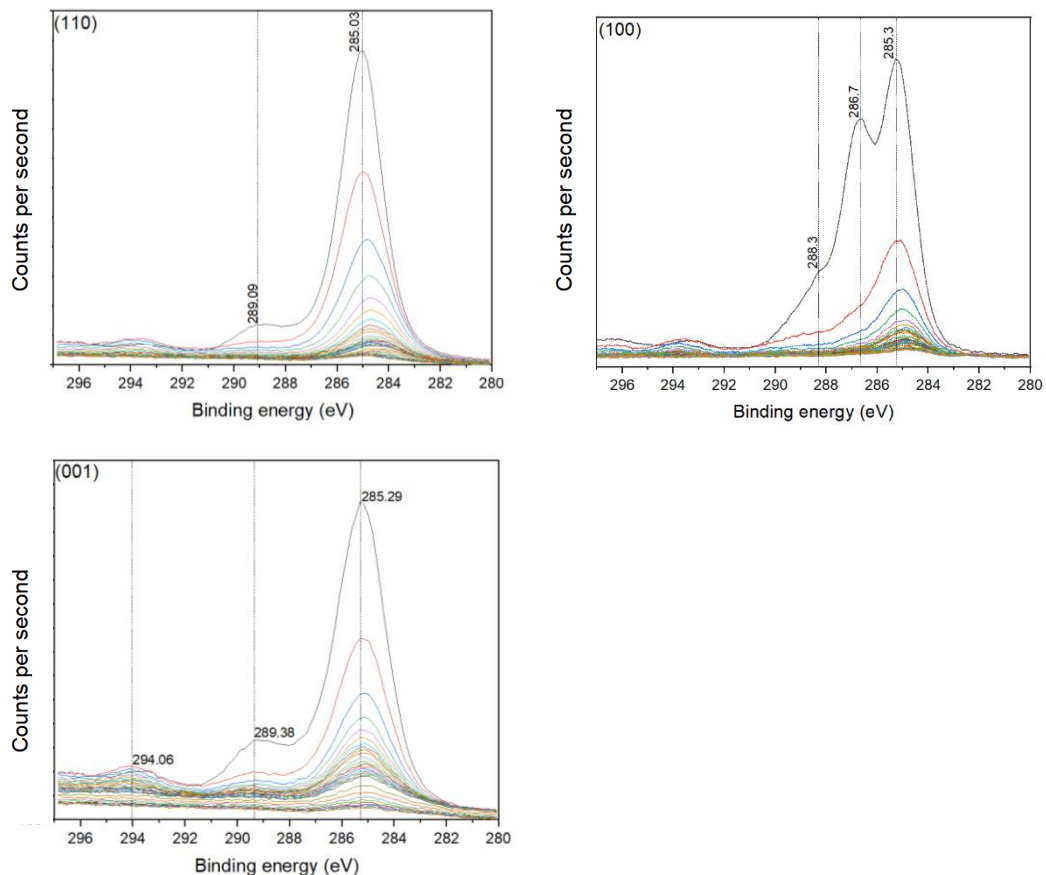 (110)
285.03
289.09
Counts per second
296 294 292 290 288 286 284 282 280
Binding energy (eV)
(100)
285.3
286.7
288.3
Counts per second
296 294 292 290 288 286 284 282 280
Binding energy (eV)
(001)
285.29
289.38
294.06
Counts per second
296 294 292 290 288 286 284 282 280
Binding energy (eV)